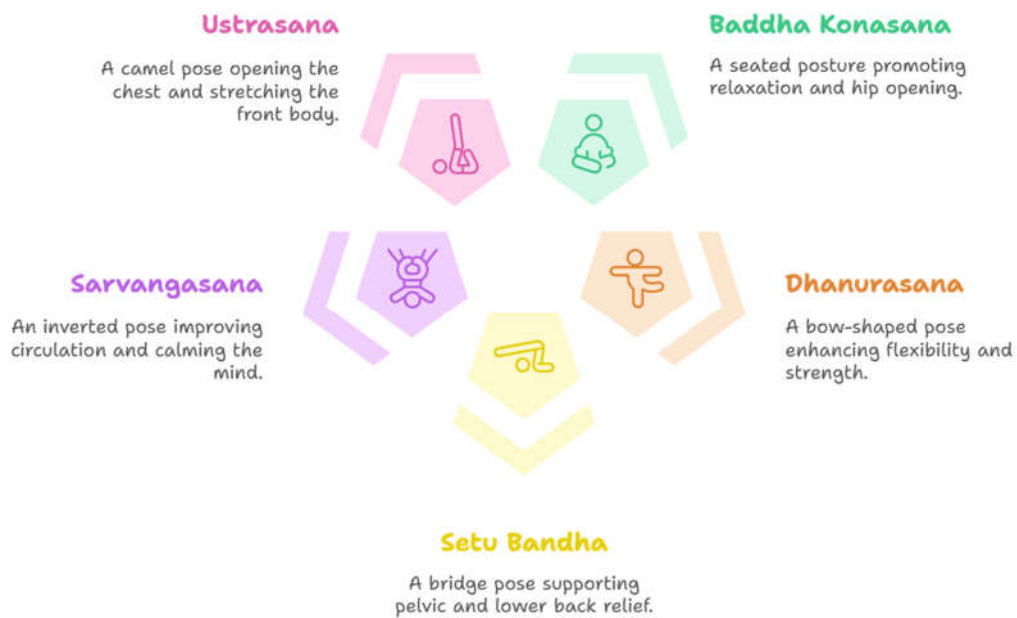 Ustrasana
A camel pose opening the
chest and stretching the
front body.
Baddha Konasana
A seated posture promoting
relaxation and hip opening.
Sarvangasana
An inverted pose improving
circulation and calming the
mind.
Dhanurasana
A bow-shaped pose
enhancing flexibility and
strength.
Setu Bandha
A bridge pose supporting
pelvic and lower back relief.